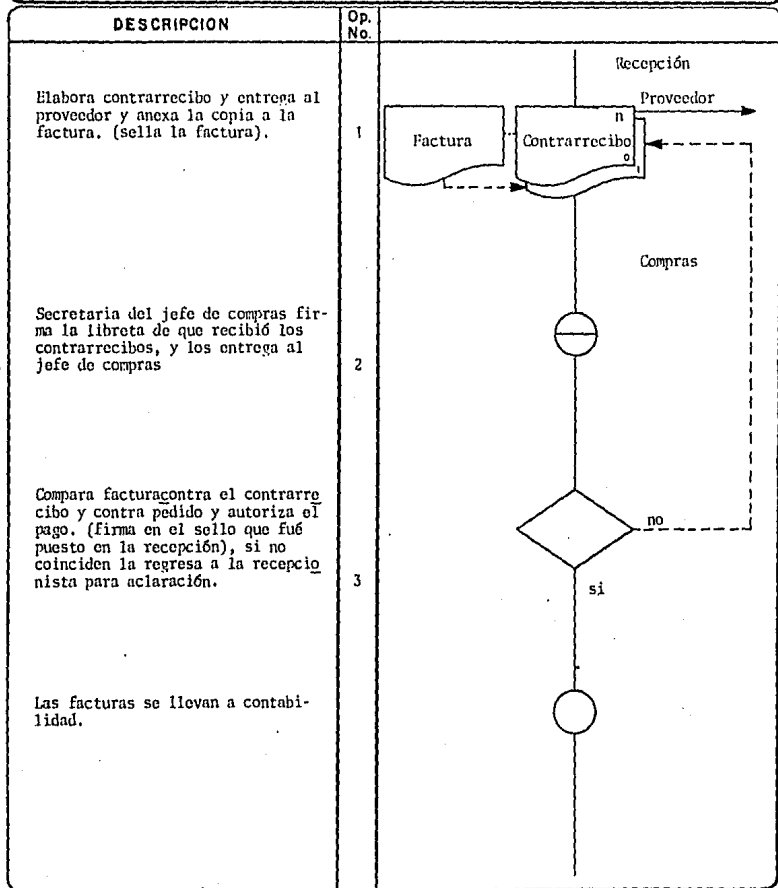 DESCRIPCION
Op. No.
Recepción
Elabora contrarrecibo y entrega al
proveedor y anexa la copia a la
factura. (sella la factura).
1
Factura
Contrarrecibo
n
o
1
Proveedor
Compras
Secretaria del jefe de compras fir-
ma la libreta de que recibió los
contrarrecibos, y los entrega al
jefe de compras
2
Compara facturacontra el contrarre
cibo y contra pedido y autoriza el
pago. (firma en el sello que fué
puesto en la recepción), si no
coinciden la regresa a la recepcio
nista para aclaración.
3
no
si
Las facturas se llevan a contabi-
lidad.